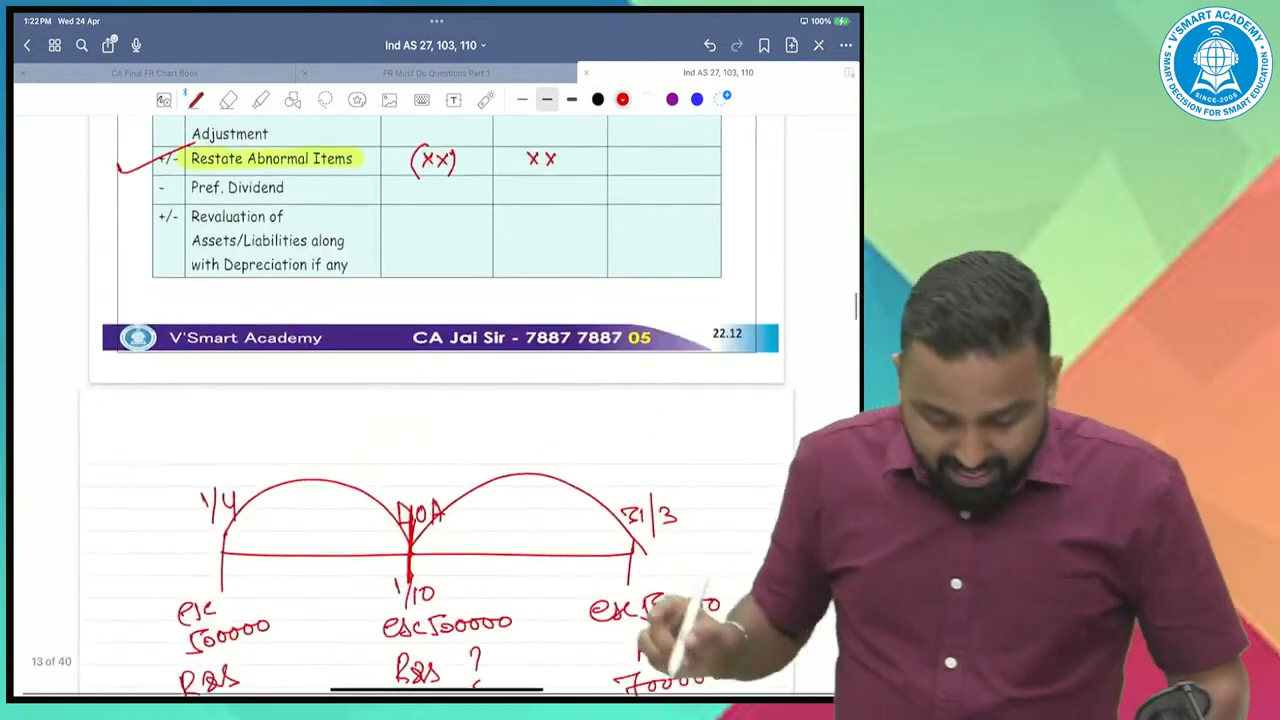 1:22 PM Wed 24 Apr
100%
Ind AS 27, 103, 110
CA Final FR Chart Book
FR Must Do Questions Part 1
Ind AS 27, 103, 110
T
Adjustment
+/- Restate Abnormal Items (xx) xx
- Pref. Dividend
+/- Revaluation of
Assets/Liabilities along
with Depreciation if any
V'Smart Academy CA Jai Sir - 7887 7887 05 22.12
1/4 DOA 31/3
1/10
esc esc 500000 esc
500000
R&S R&S ?
700000
13 of 40
V'SMART ACADEMY
SINCE-2005
SMART DECISION FOR SMART EDUCATION